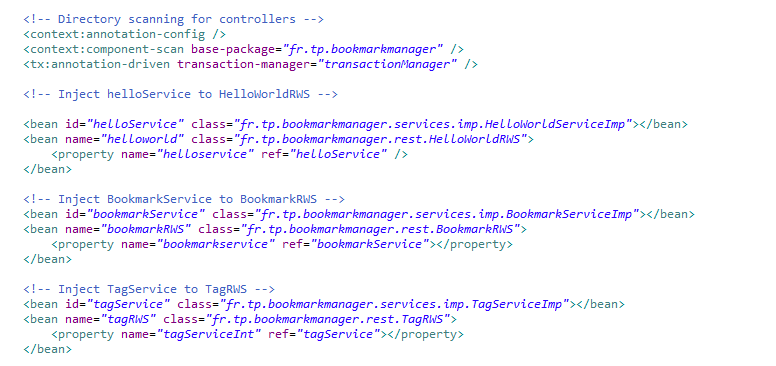 <!-- Directory scanning for controllers -->
<context:annotation-config />
<context:component-scan base-package="fr.tp.bookmarkmanager" />
<tx:annotation-driven transaction-manager="transactionManager" />
<!-- Inject helloService to HelloWorldRWS -->
<bean id="helloService" class="fr.tp.bookmarkmanager.services.imp.HelloWorldServiceImp"></bean>
<bean name="helloworld" class="fr.tp.bookmarkmanager.rest.HelloWorldRWS">
<property name="helloservice" ref="helloService" />
</bean>
<!-- Inject BookmarkService to BookmarkRWS -->
<bean id="bookmarkService" class="fr.tp.bookmarkmanager.services.imp.BookmarkServiceImp"></bean>
<bean name="bookmarkRWS" class="fr.tp.bookmarkmanager.rest.BookmarkRWS">
<property name="bookmarkservice" ref="bookmarkService"></property>
</bean>
<!-- Inject TagService to TagRWS -->
<bean id="tagService" class="fr.tp.bookmarkmanager.services.imp.TagServiceImp"></bean>
<bean name="tagRWS" class="fr.tp.bookmarkmanager.rest.TagRWS">
<property name="tagServiceInt" ref="tagService"></property>
</bean>